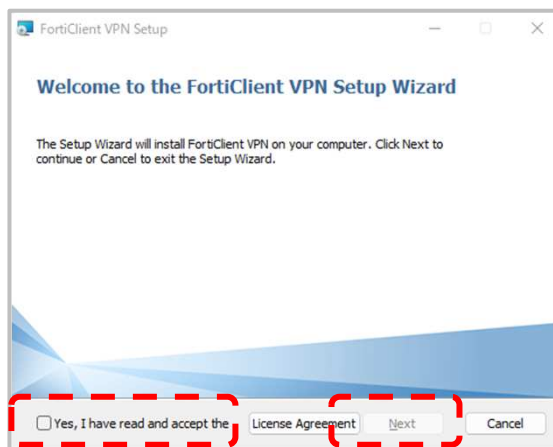 FortiClient VPN Setup
Welcome to the FortiClient VPN Setup Wizard
The Setup Wizard will install FortiClient VPN on your computer. Click Next to
continue or Cancel to exit the Setup Wizard.
Yes, I have read and accept the License Agreement Next Cancel